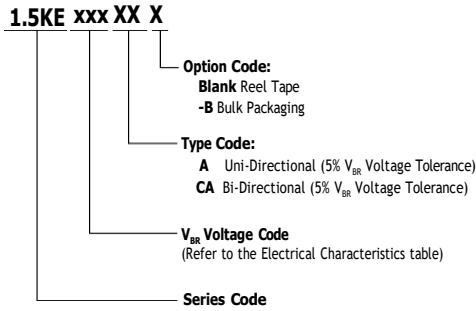 1.5KE xxx XX X
Option Code:
Blank Reel Tape
-B Bulk Packaging
Type Code:
A Uni-Directional (5% VBR Voltage Tolerance)
CA Bi-Directional (5% VBR Voltage Tolerance)
VBR Voltage Code
(Refer to the Electrical Characteristics table)
Series Code